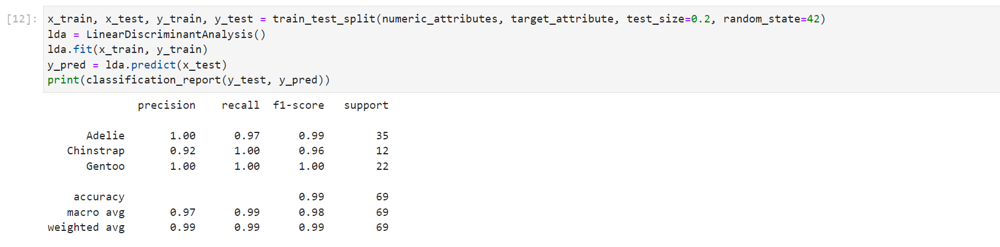 [12]: x_train, x_test, y_train, y_test = train_test_split(numeric_attributes, target_attribute, test_size=0.2, random_state=42)
lda = LinearDiscriminantAnalysis()
lda.fit(x_train, y_train)
y_pred = lda.predict(x_test)
print(classification_report(y_test, y_pred))
precision recall f1-score support
Adelie 1.00 0.97 0.99 35
Chinstrap 0.92 1.00 0.96 12
Gentoo 1.00 1.00 1.00 22
accuracy 0.99 69
macro avg 0.97 0.99 0.98 69
weighted avg 0.99 0.99 0.99 69